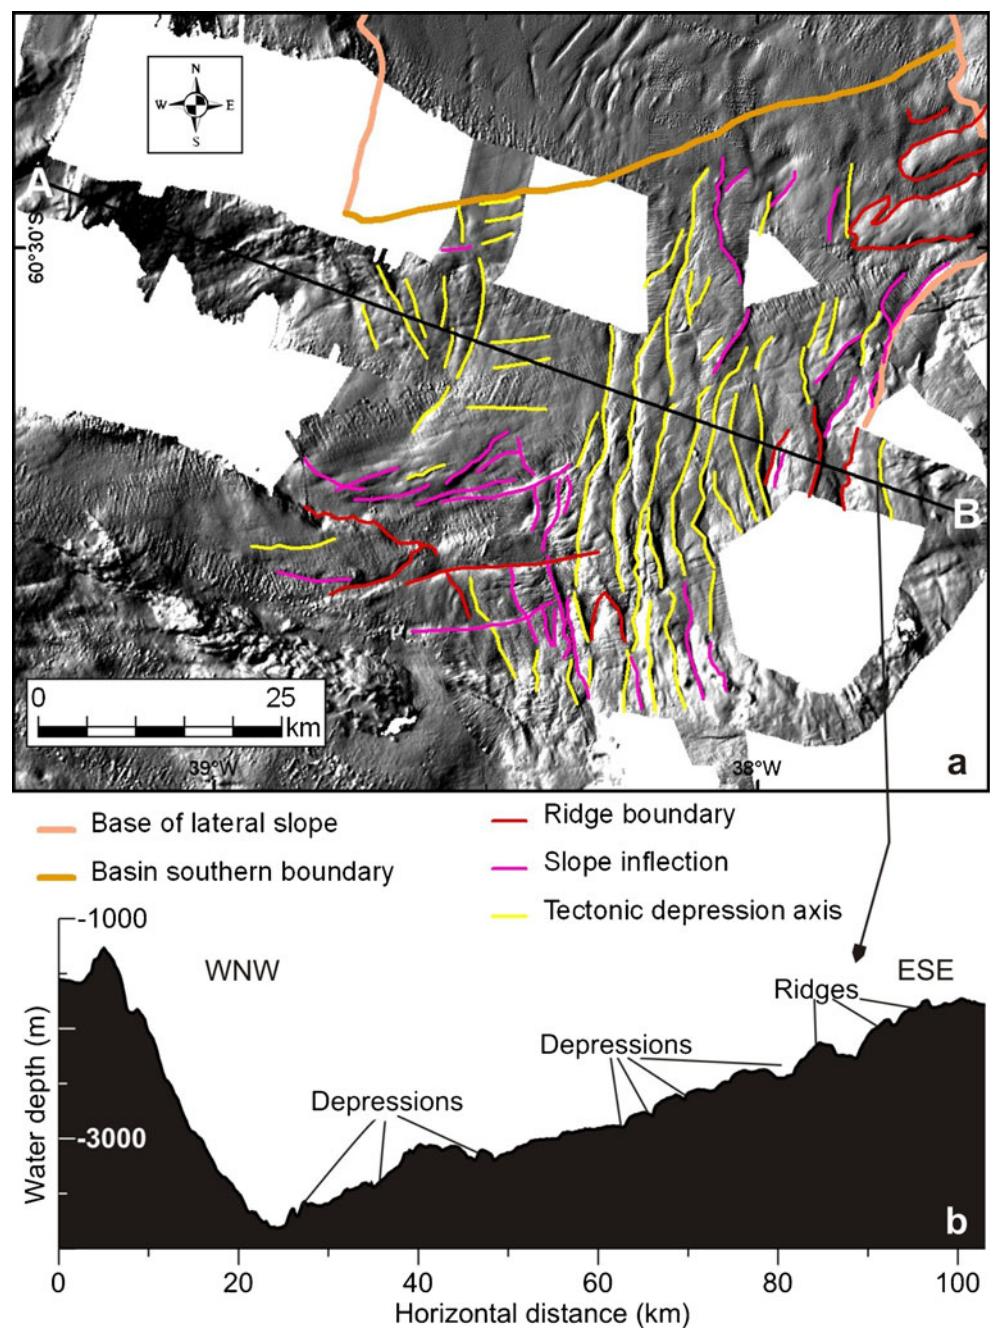 N
W E
S
A
60°30'S
B
0 25
km
39°W 38°W
a
Base of lateral slope
Basin southern boundary
Ridge boundary
Slope inflection
Tectonic depression axis
-1000
WNW
ESE
Ridges
Depressions
Depressions
-3000
Water depth (m)
b
0 20 40 60 80 100
Horizontal distance (km)